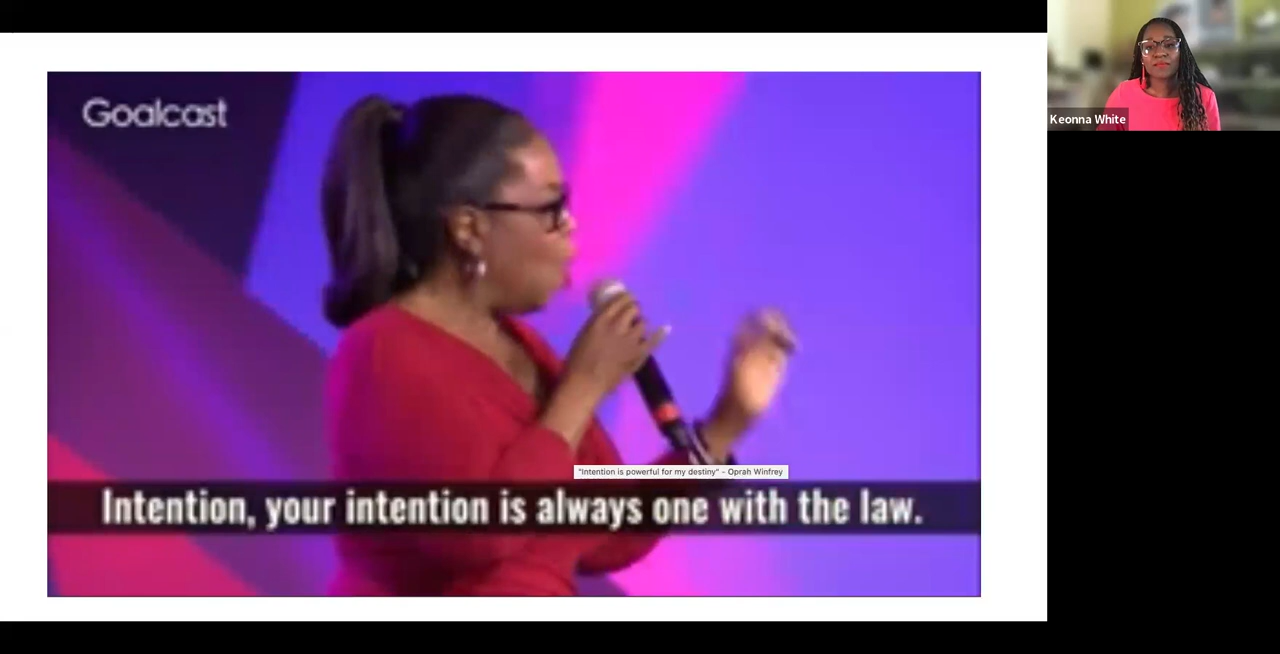 Goalcast
Keonna White
"Intention is powerful for my destiny" - Oprah Winfrey
Intention, your intention is always one with the law.